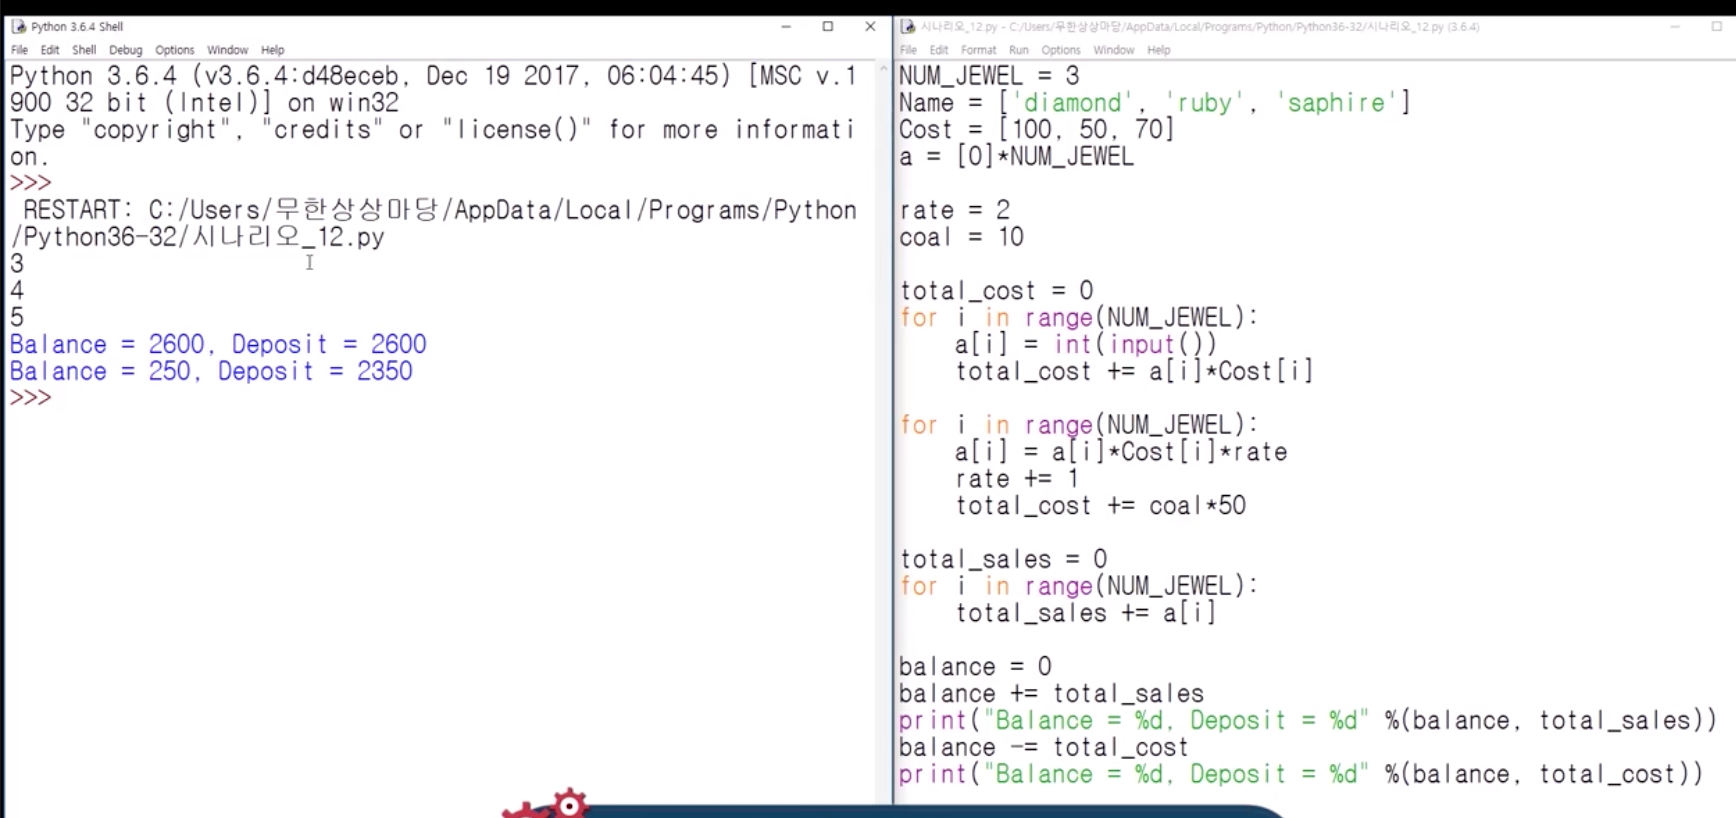 Python 3.6.4 Shell
File Edit Shell Debug Options Window Help
Python 3.6.4 (v3.6.4:d48eceb, Dec 19 2017, 06:04:45) [MSC v.1
900 32 bit (Intel)] on win32
Type "copyright", "credits" or "license()" for more informati
on.
>>>
RESTART: C:/Users/무한상상마당/AppData/Local/Programs/Python
/Python36-32/시나리오_12.py
3
4
5
Balance = 2600, Deposit = 2600
Balance = 250, Deposit = 2350
>>>
시나리오_12.py - C:/Users/무한상상마당/AppData/Local/Programs/Python/Python36-32/시나리오_12.py (3.6.4)
File Edit Format Run Options Window Help
NUM_JEWEL = 3
Name = ['diamond', 'ruby', 'saphire']
Cost = [100, 50, 70]
a = [0]*NUM_JEWEL
rate = 2
coal = 10
total_cost = 0
for i in range(NUM_JEWEL):
    a[i] = int(input())
    total_cost += a[i]*Cost[i]
for i in range(NUM_JEWEL):
    a[i] = a[i]*Cost[i]*rate
    rate += 1
    total_cost += coal*50
total_sales = 0
for i in range(NUM_JEWEL):
    total_sales += a[i]
balance = 0
balance += total_sales
print("Balance = %d, Deposit = %d" %(balance, total_sales))
balance -= total_cost
print("Balance = %d, Deposit = %d" %(balance, total_cost))